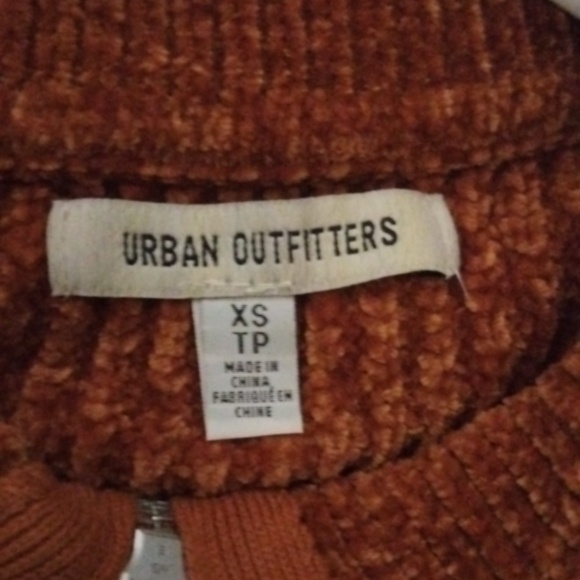 URBAN OUTFITTERS
XS
TP
MADE IN
CHINA
FABRIQUÉ EN
CHINE